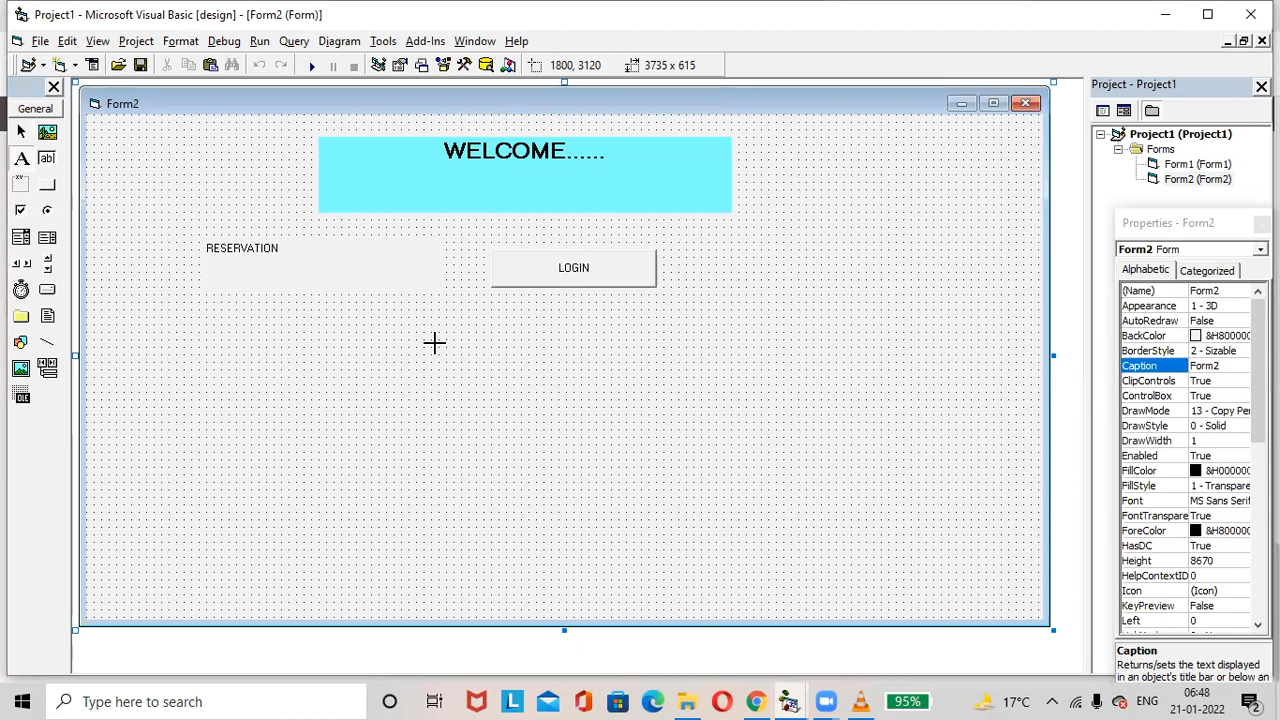 Project1 - Microsoft Visual Basic [design] - [Form2 (Form)]
File Edit View Project Format Debug Run Query Diagram Tools Add-Ins Window Help
1800, 3120 3735 x 615
General
A
ab|
OLE
Form2
WELCOME......
RESERVATION
LOGIN
Project - Project1
Project1 (Project1)
Forms
Form1 (Form1)
Form2 (Form2)
Properties - Form2
Form2 Form
Alphabetic Categorized
(Name) Form2
Appearance 1 - 3D
AutoRedraw False
BackColor &H800000
BorderStyle 2 - Sizable
Caption Form2
ClipControls True
ControlBox True
DrawMode 13 - Copy Pe
DrawStyle 0 - Solid
DrawWidth 1
Enabled True
FillColor &H000000
FillStyle 1 - Transpare
Font MS Sans Serif
FontTranspare True
ForeColor &H800000
HasDC True
Height 8670
HelpContextID 0
Icon (Icon)
KeyPreview False
Left 0
Caption
Returns/sets the text displayed
in an object's title bar or below an
Type here to search
95%
17°C
ENG
06:48
21-01-2022
2